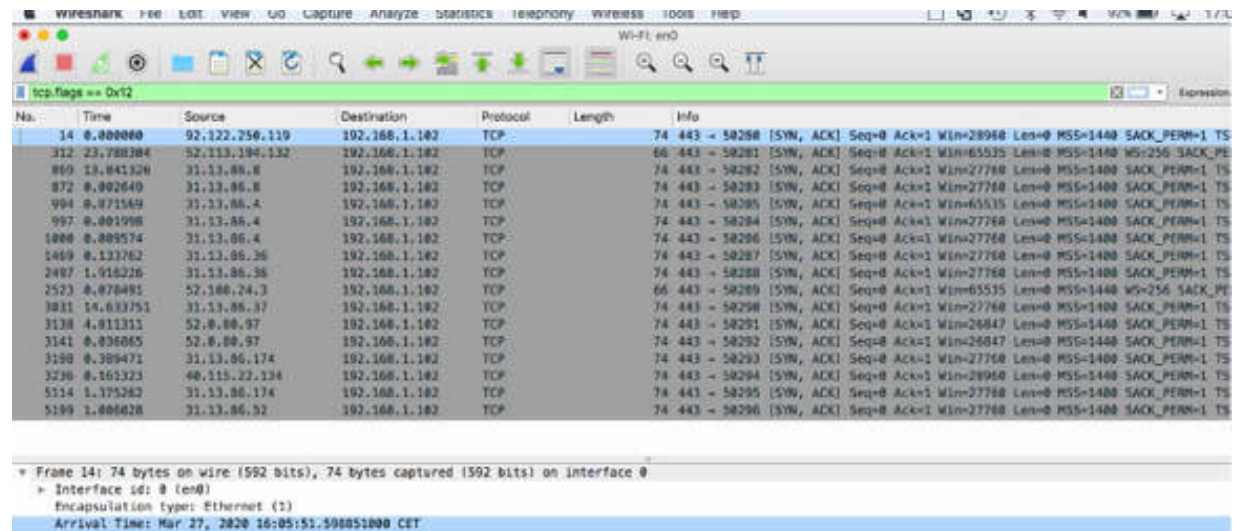 Wireshark File Edit View Go Capture Analyze Statistics Telephony Wireless Tools Help 92%
Wi-Fi: en0
tcp.flags == 0x12 Expression
No. Time Source Destination Protocol Length Info
14 0.000000 92.122.250.119 192.168.1.102 TCP 74 443 → 50280 [SYN, ACK] Seq=0 Ack=1 Win=28960 Len=0 MSS=1440 SACK_PERM=1 TS
312 23.788304 52.113.194.132 192.168.1.102 TCP 66 443 → 50281 [SYN, ACK] Seq=0 Ack=1 Win=65535 Len=0 MSS=1440 WS=256 SACK_PE
869 13.041326 31.13.86.8 192.168.1.102 TCP 74 443 → 50282 [SYN, ACK] Seq=0 Ack=1 Win=27760 Len=0 MSS=1400 SACK_PERM=1 TS
872 0.002649 31.13.86.8 192.168.1.102 TCP 74 443 → 50283 [SYN, ACK] Seq=0 Ack=1 Win=27760 Len=0 MSS=1400 SACK_PERM=1 TS
994 0.871569 31.13.86.4 192.168.1.102 TCP 74 443 → 50285 [SYN, ACK] Seq=0 Ack=1 Win=65535 Len=0 MSS=1400 SACK_PERM=1 TS
997 0.001998 31.13.86.4 192.168.1.102 TCP 74 443 → 50284 [SYN, ACK] Seq=0 Ack=1 Win=27760 Len=0 MSS=1400 SACK_PERM=1 TS
1000 0.009574 31.13.86.4 192.168.1.102 TCP 74 443 → 50286 [SYN, ACK] Seq=0 Ack=1 Win=27760 Len=0 MSS=1400 SACK_PERM=1 TS
1469 0.133762 31.13.86.36 192.168.1.102 TCP 74 443 → 50287 [SYN, ACK] Seq=0 Ack=1 Win=27760 Len=0 MSS=1400 SACK_PERM=1 TS
2497 1.916226 31.13.86.36 192.168.1.102 TCP 74 443 → 50288 [SYN, ACK] Seq=0 Ack=1 Win=27760 Len=0 MSS=1400 SACK_PERM=1 TS
2523 0.078491 52.108.24.3 192.168.1.102 TCP 66 443 → 50289 [SYN, ACK] Seq=0 Ack=1 Win=65535 Len=0 MSS=1440 WS=256 SACK_PE
3031 14.633751 31.13.86.37 192.168.1.102 TCP 74 443 → 50290 [SYN, ACK] Seq=0 Ack=1 Win=27760 Len=0 MSS=1400 SACK_PERM=1 TS
3138 4.011311 52.0.80.97 192.168.1.102 TCP 74 443 → 50291 [SYN, ACK] Seq=0 Ack=1 Win=26847 Len=0 MSS=1440 SACK_PERM=1 TS
3141 0.036065 52.0.80.97 192.168.1.102 TCP 74 443 → 50292 [SYN, ACK] Seq=0 Ack=1 Win=26847 Len=0 MSS=1440 SACK_PERM=1 TS
3198 0.309471 31.13.86.174 192.168.1.102 TCP 74 443 → 50293 [SYN, ACK] Seq=0 Ack=1 Win=27760 Len=0 MSS=1400 SACK_PERM=1 TS
3236 0.161323 40.115.22.134 192.168.1.102 TCP 74 443 → 50294 [SYN, ACK] Seq=0 Ack=1 Win=28960 Len=0 MSS=1440 SACK_PERM=1 TS
5114 1.375262 31.13.86.174 192.168.1.102 TCP 74 443 → 50295 [SYN, ACK] Seq=0 Ack=1 Win=27760 Len=0 MSS=1400 SACK_PERM=1 TS
5199 1.006028 31.13.86.52 192.168.1.102 TCP 74 443 → 50296 [SYN, ACK] Seq=0 Ack=1 Win=27760 Len=0 MSS=1400 SACK_PERM=1 TS
Frame 14: 74 bytes on wire (592 bits), 74 bytes captured (592 bits) on interface 0
Interface id: 0 (en0)
Encapsulation type: Ethernet (1)
Arrival Time: Mar 27, 2020 16:05:51.598851000 CET